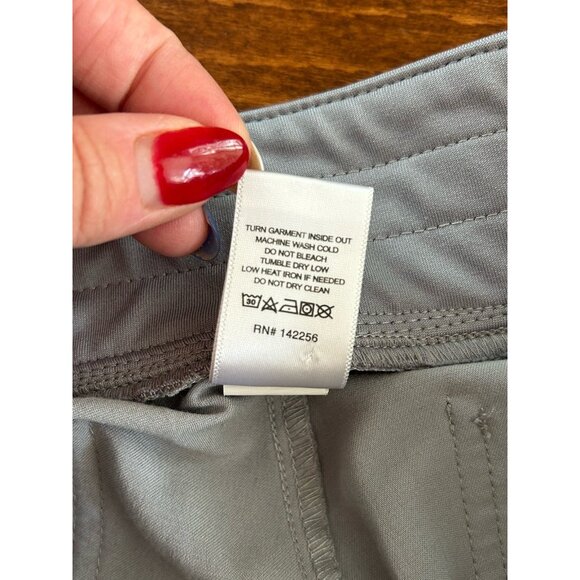 TURN GARMENT INSIDE OUT
MACHINE WASH COLD
DO NOT BLEACH
TUMBLE DRY LOW
LOW HEAT IRON IF NEEDED
DO NOT DRY CLEAN
30
RN# 142256